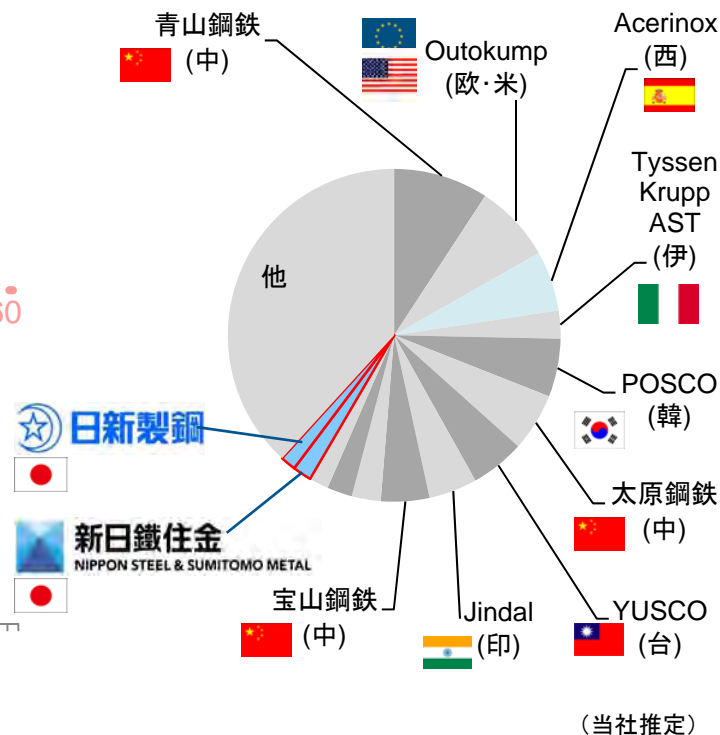 青山鋼鉄
(中)
Outokump
(欧･米)
Acerinox
(西)
Tyssen
Krupp
AST
(伊)
POSCO
(韓)
太原鋼鉄
(中)
YUSCO
(台)
Jindal
(印)
宝山鋼鉄
(中)
新日鐵住金
NIPPON STEEL & SUMITOMO METAL
日新製鋼
他
（当社推定）